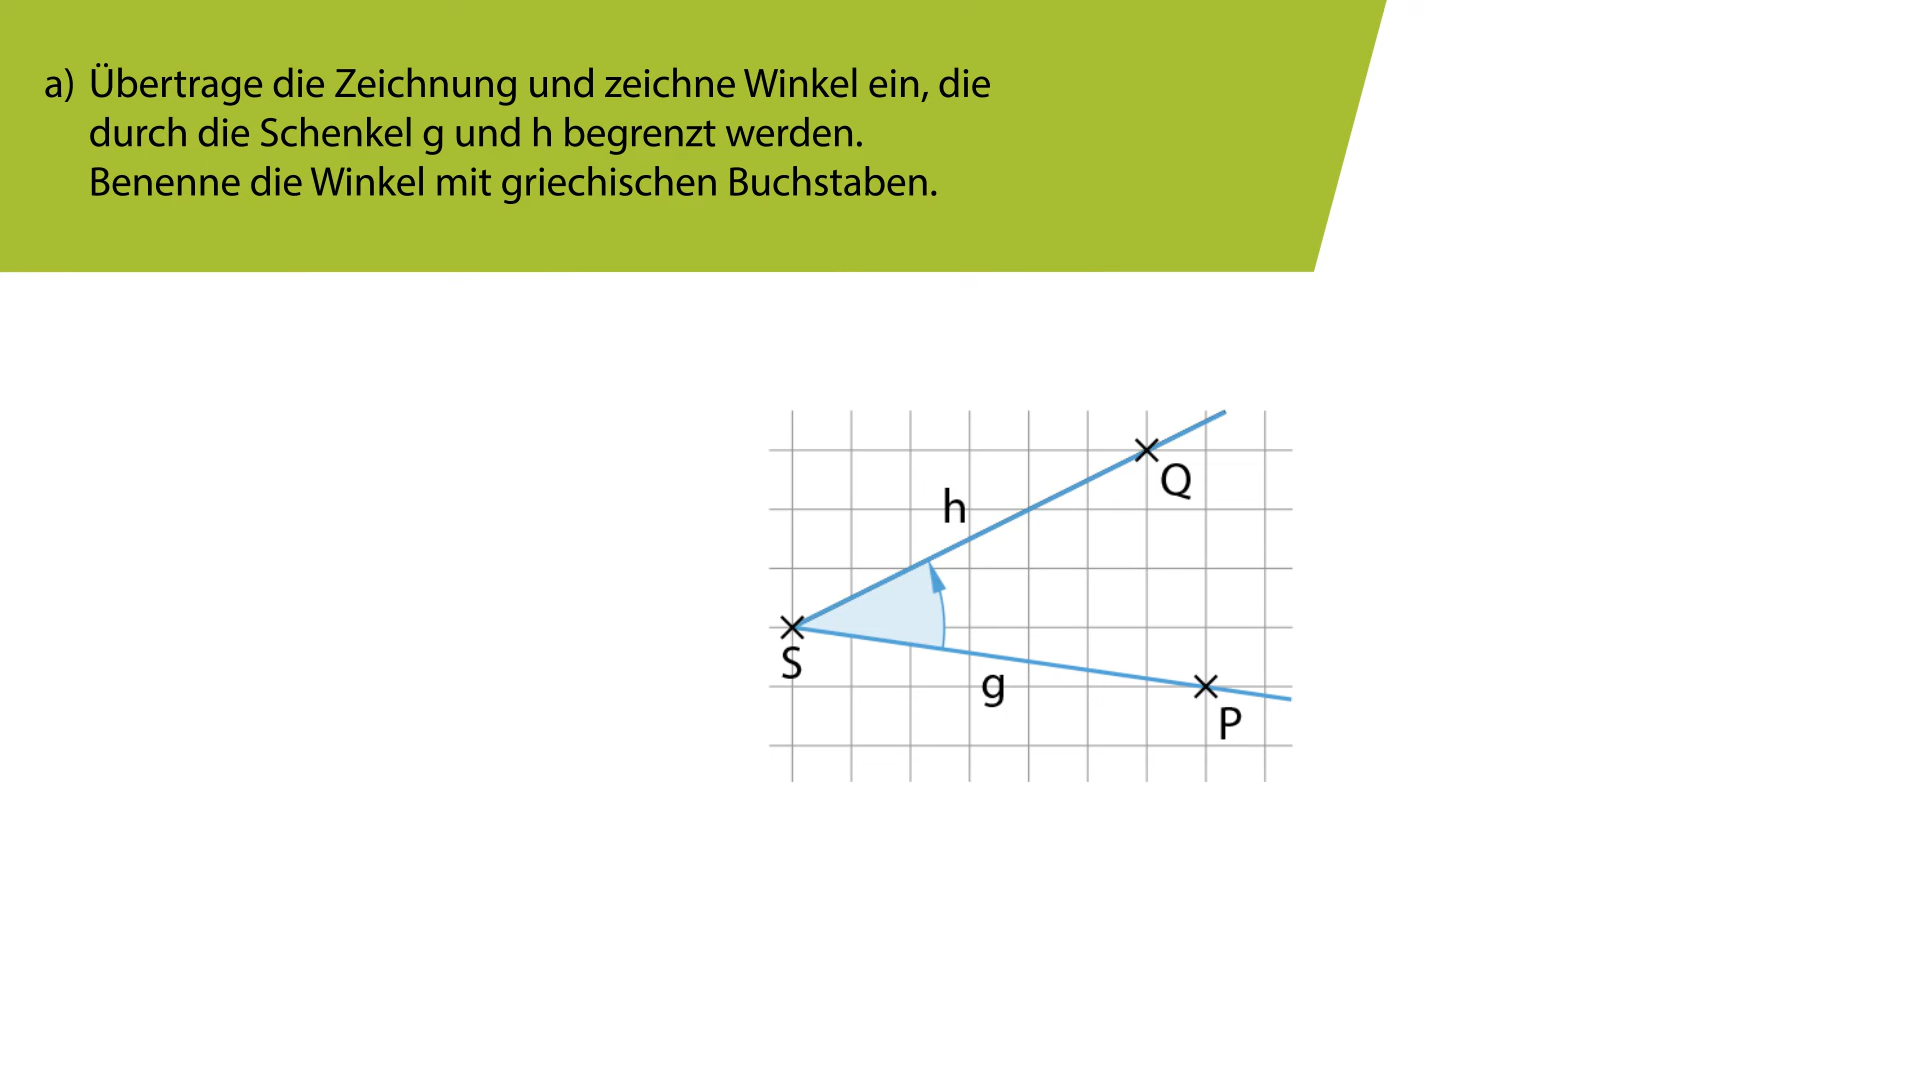 a) Übertrage die Zeichnung und zeichne Winkel ein, die
durch die Schenkel g und h begrenzt werden.
Benenne die Winkel mit griechischen Buchstaben.
Q
h
S
g
P